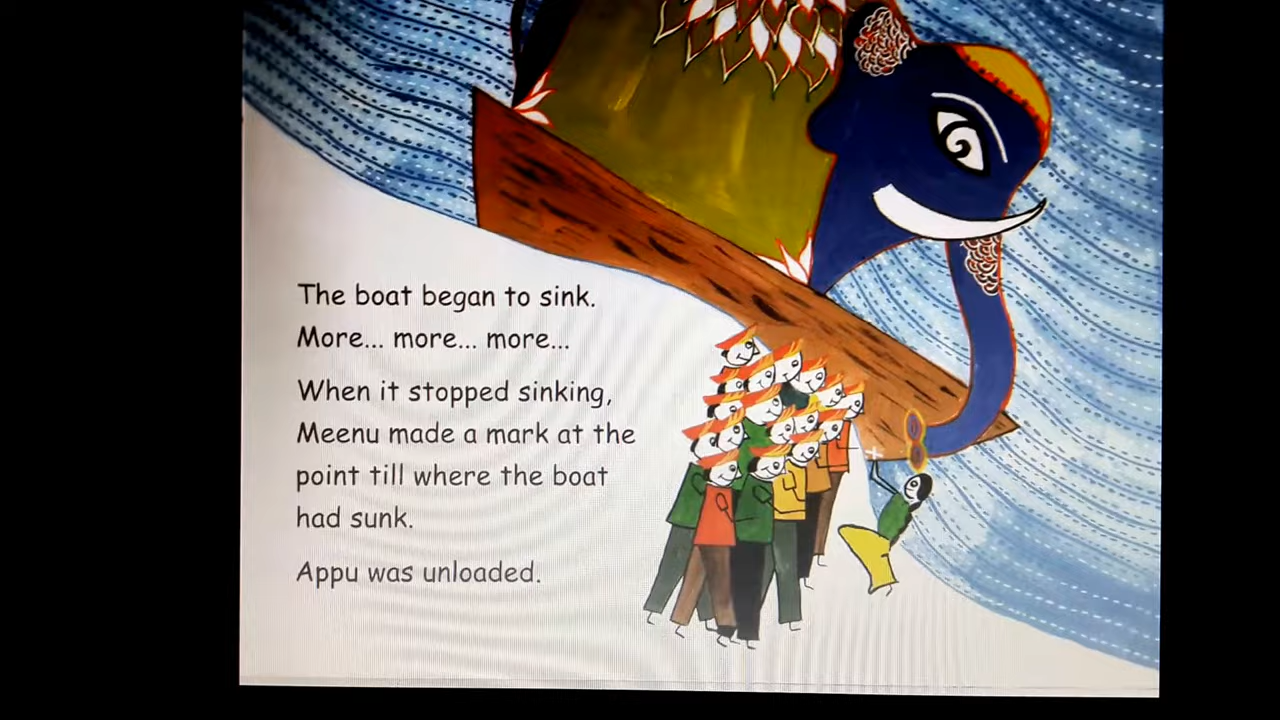 The boat began to sink.
More... more... more...
When it stopped sinking,
Meenu made a mark at the
point till where the boat
had sunk.
Appu was unloaded.